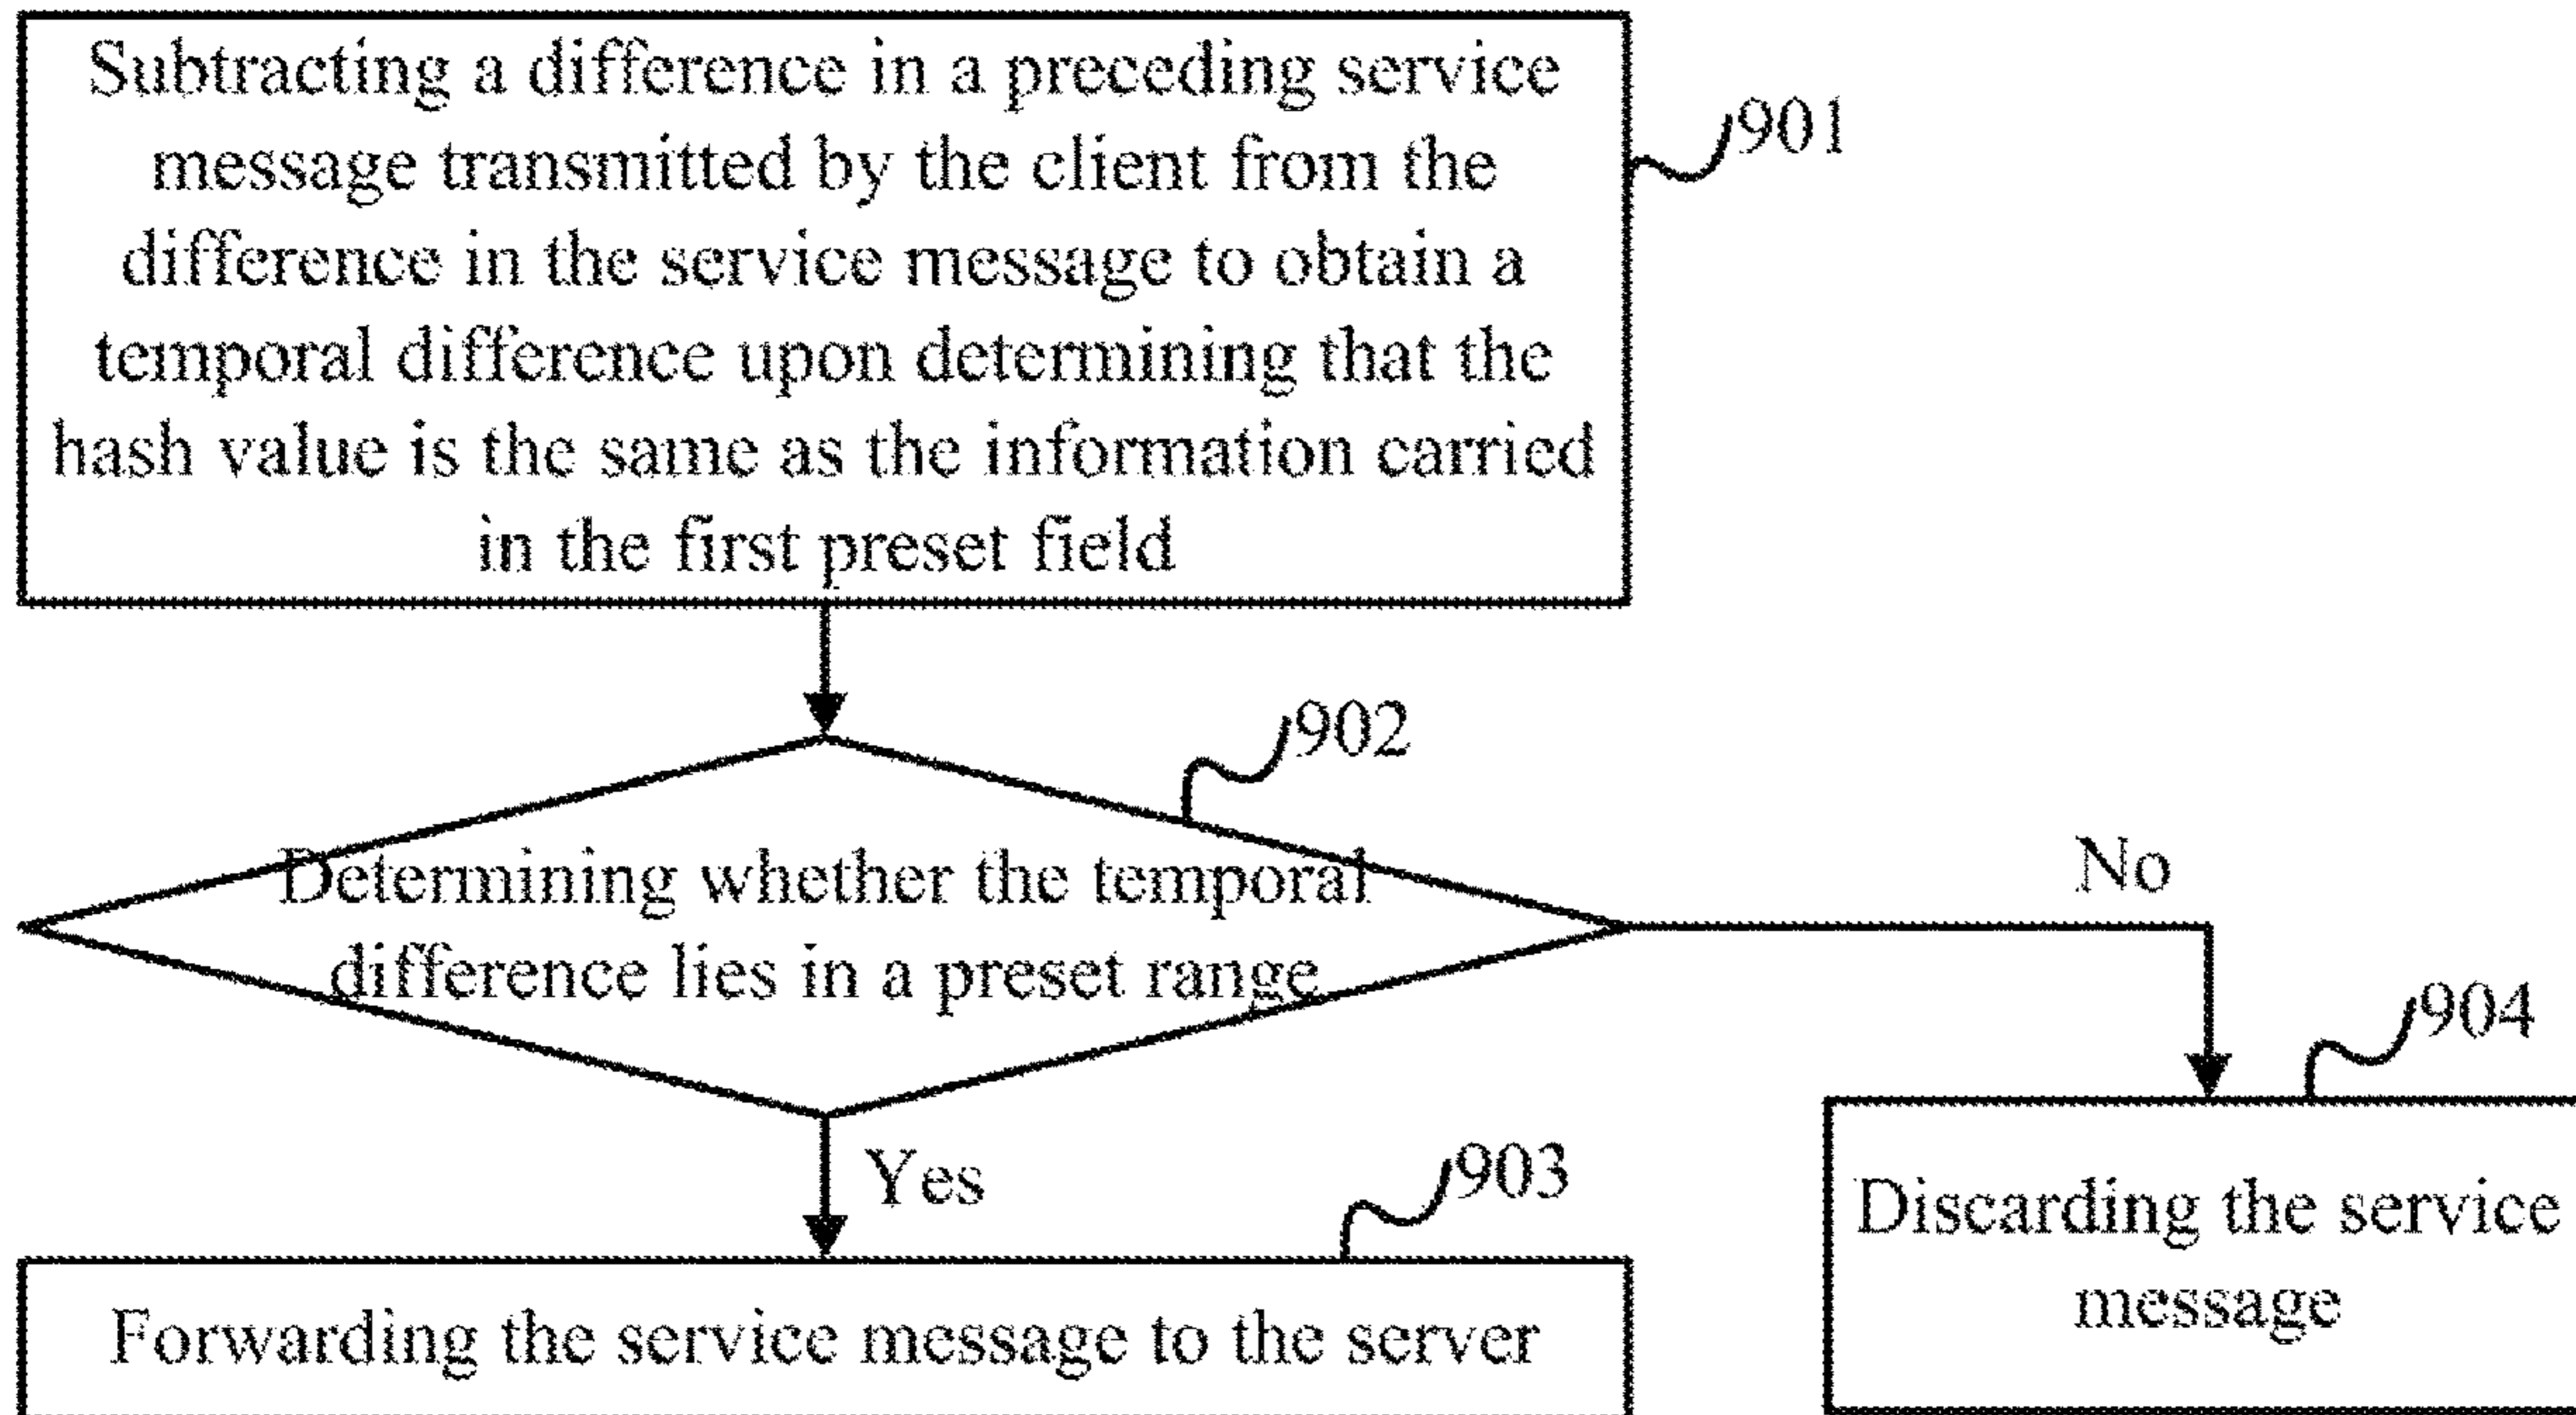 Subtracting a difference in a preceding service
message transmitted by the client from the
difference in the service message to obtain a
temporal difference upon determining that the
hash value is the same as the information carried
in the first preset field
901
902
Determining whether the temporal
difference lies in a preset range
No
904
Yes
903
Discarding the service
message
Forwarding the service message to the server